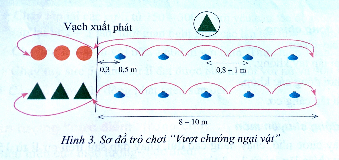 Vạch xuất phát
0,3 – 0,5 m
0,8 – 1 m
8 – 10 m
Hình 3. Sơ đồ trò chơi “Vượt chướng ngại vật”